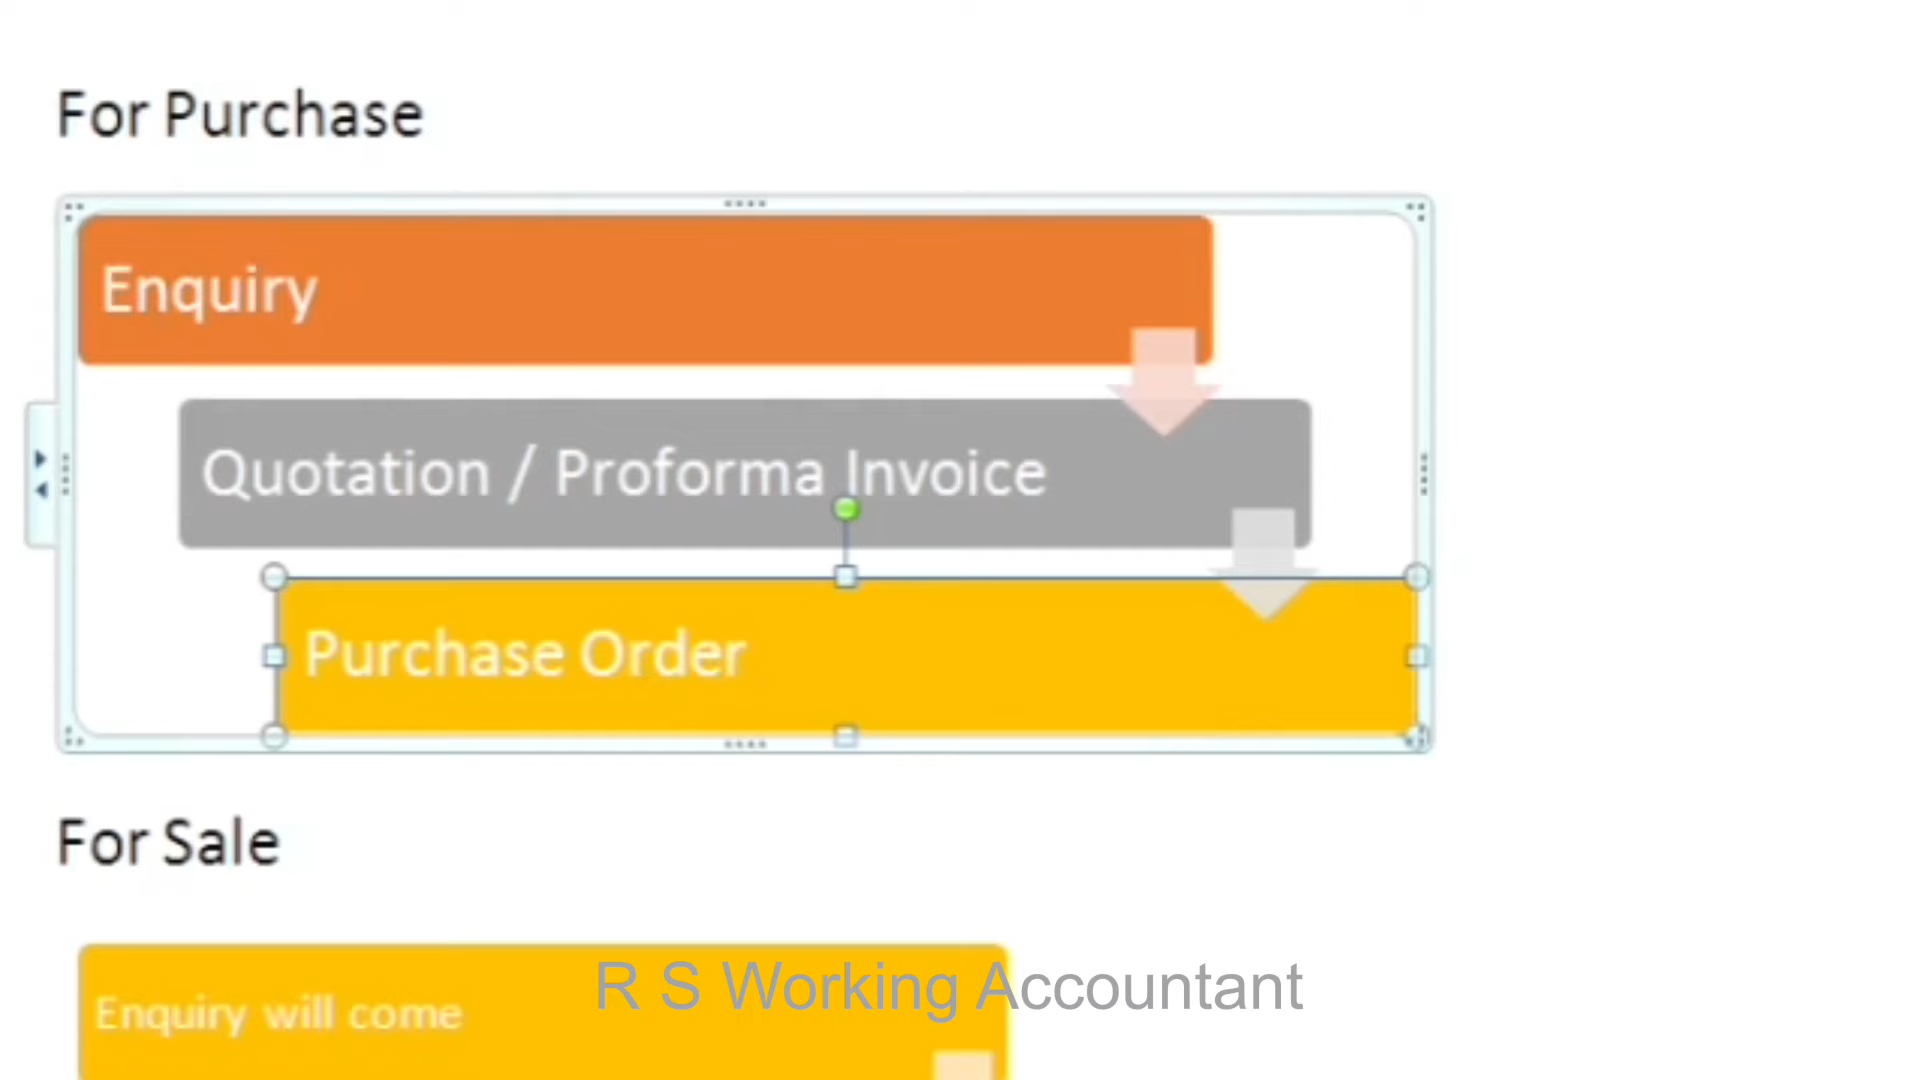 For Purchase
Enquiry
Quotation / Proforma Invoice
Purchase Order
For Sale
Enquiry will come
R S Working Accountant